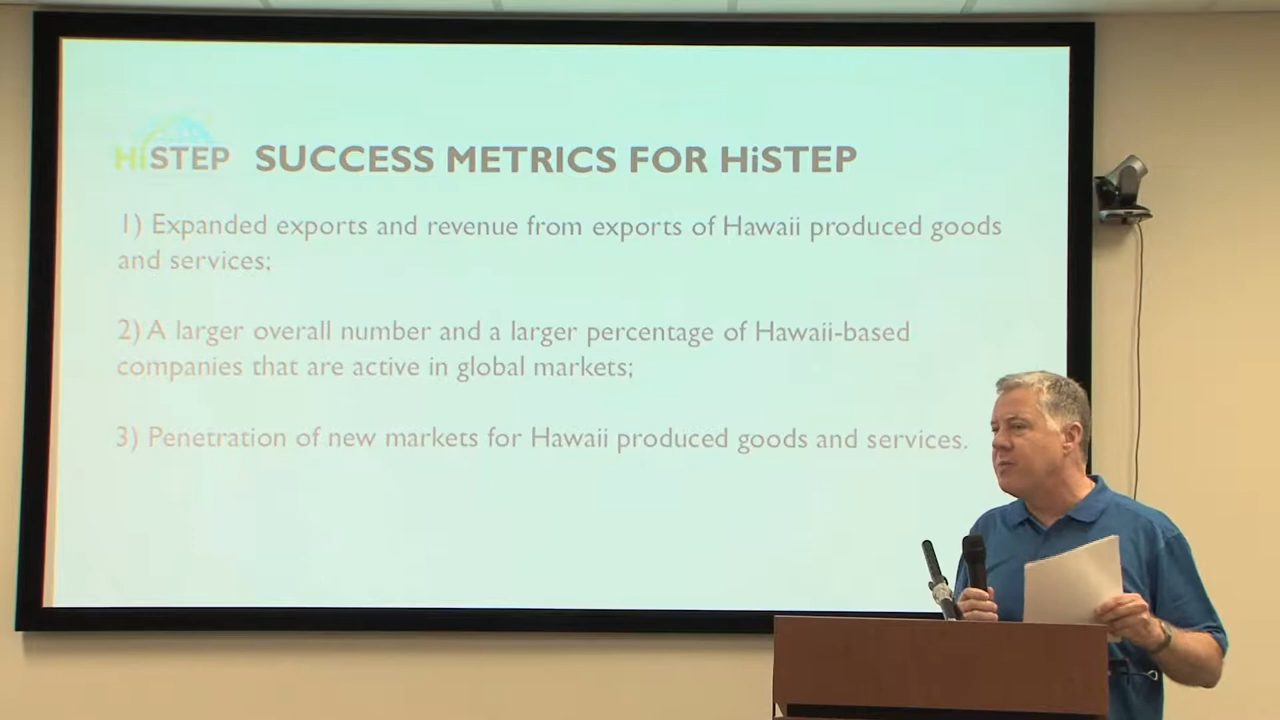 HiSTEP SUCCESS METRICS FOR HiSTEP
1) Expanded exports and revenue from exports of Hawaii produced goods
and services;
2) A larger overall number and a larger percentage of Hawaii-based
companies that are active in global markets;
3) Penetration of new markets for Hawaii produced goods and services.